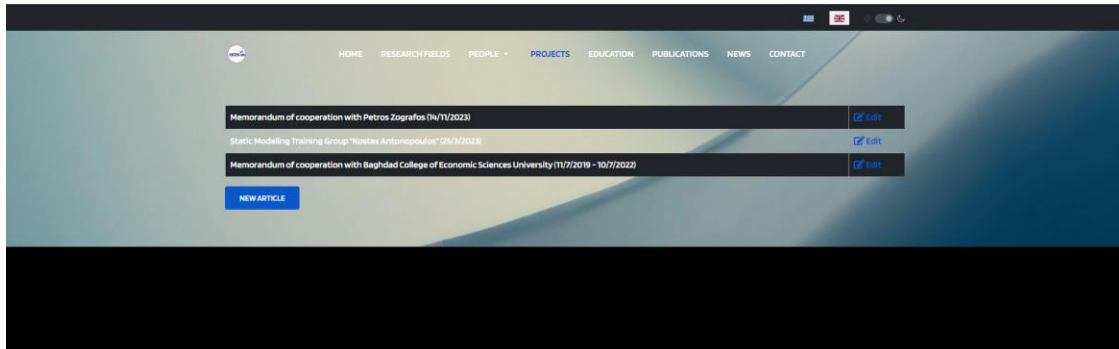 HOME RESEARCH FIELDS PEOPLE PROJECTS EDUCATION PUBLICATIONS NEWS CONTACT
Memorandum of cooperation with Petros Zografos (14/11/2023) Edit
Static Modeling Training Group "Kostas Antonopoulos" (25/3/2023) Edit
Memorandum of cooperation with Baghdad College of Economic Sciences University (11/7/2019 - 10/7/2022) Edit
NEW ARTICLE